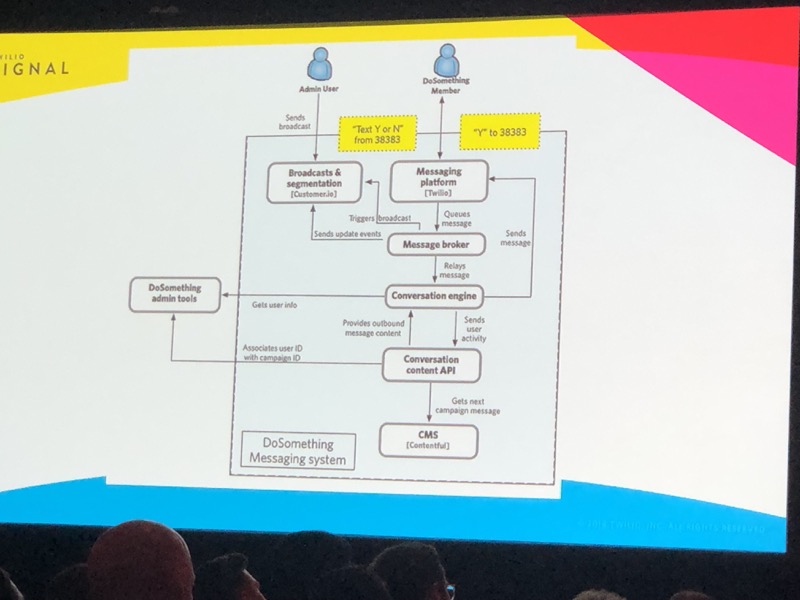 ILIO
IGNAL
Admin User
DoSomething
Member
Sends
broadcast
"Text Y or N"
from 38383
"Y" to 38383
Broadcasts &
segmentation
[Customer.io]
Messaging
platform
[Twilio]
Triggers broadcast
Queues
message
Sends update events
Message broker
Sends
message
Relays
message
DoSomething
admin tools
Conversation engine
Gets user info
Provides outbound
message content
Sends
user
activity
Associates user ID
with campaign ID
Conversation
content API
Gets next
campaign message
CMS
[Contentful]
DoSomething
Messaging system
TWILIO, INC. ALL RIGHTS RESERVED